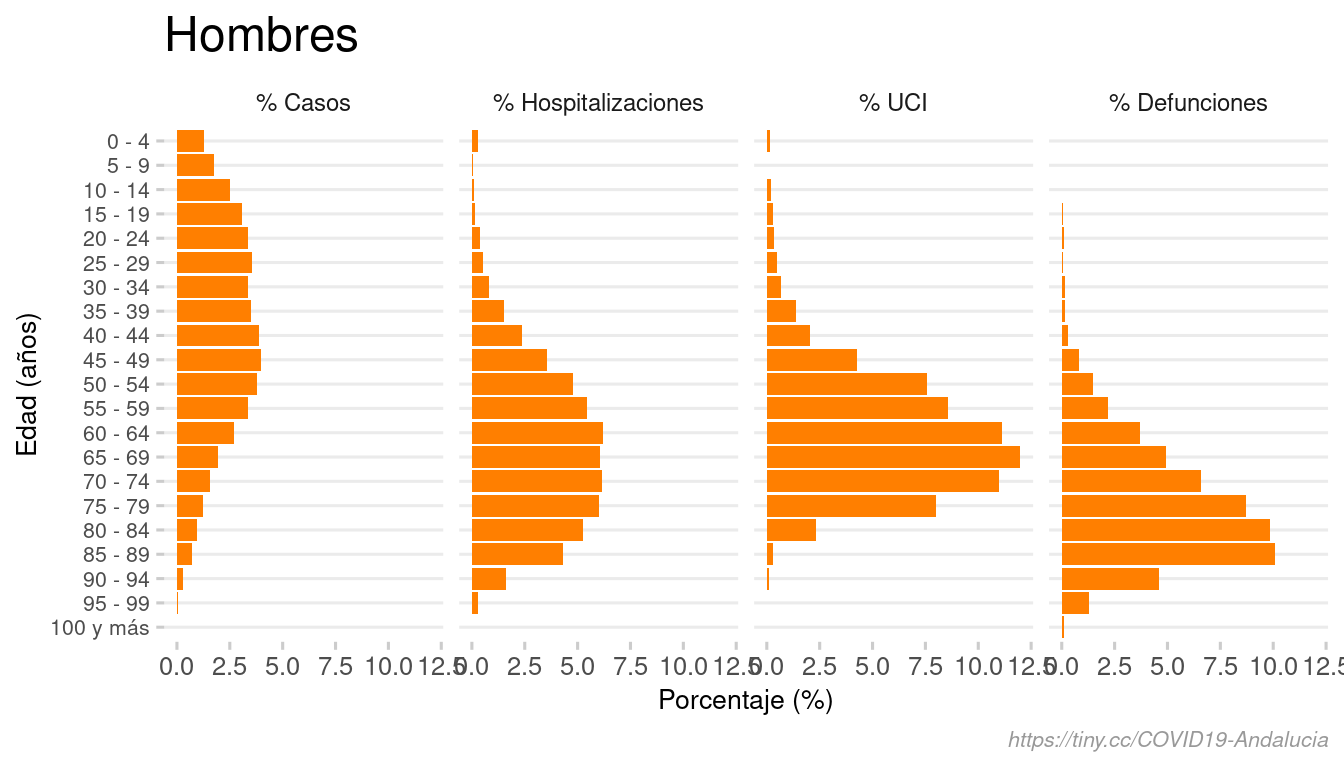 Hombres
% Casos
% Hospitalizaciones
% UCI
% Defunciones
Edad (años)
0 - 4
5 - 9
10 - 14
15 - 19
20 - 24
25 - 29
30 - 34
35 - 39
40 - 44
45 - 49
50 - 54
55 - 59
60 - 64
65 - 69
70 - 74
75 - 79
80 - 84
85 - 89
90 - 94
95 - 99
100 y más
0.0 2.5 5.0 7.5 10.0 12.5
0.0 2.5 5.0 7.5 10.0 12.5
0.0 2.5 5.0 7.5 10.0 12.5
0.0 2.5 5.0 7.5 10.0 12.5
Porcentaje (%)
https://tiny.cc/COVID19-Andalucia